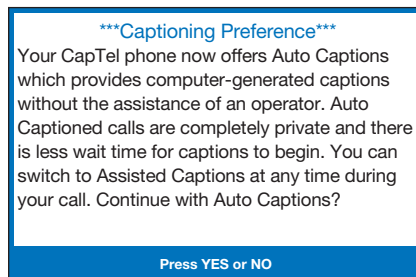 ***Captioning Preference***
Your CapTel phone now offers Auto Captions
which provides computer-generated captions
without the assistance of an operator. Auto
Captioned calls are completely private and there
is less wait time for captions to begin. You can
switch to Assisted Captions at any time during
your call. Continue with Auto Captions?
Press YES or NO